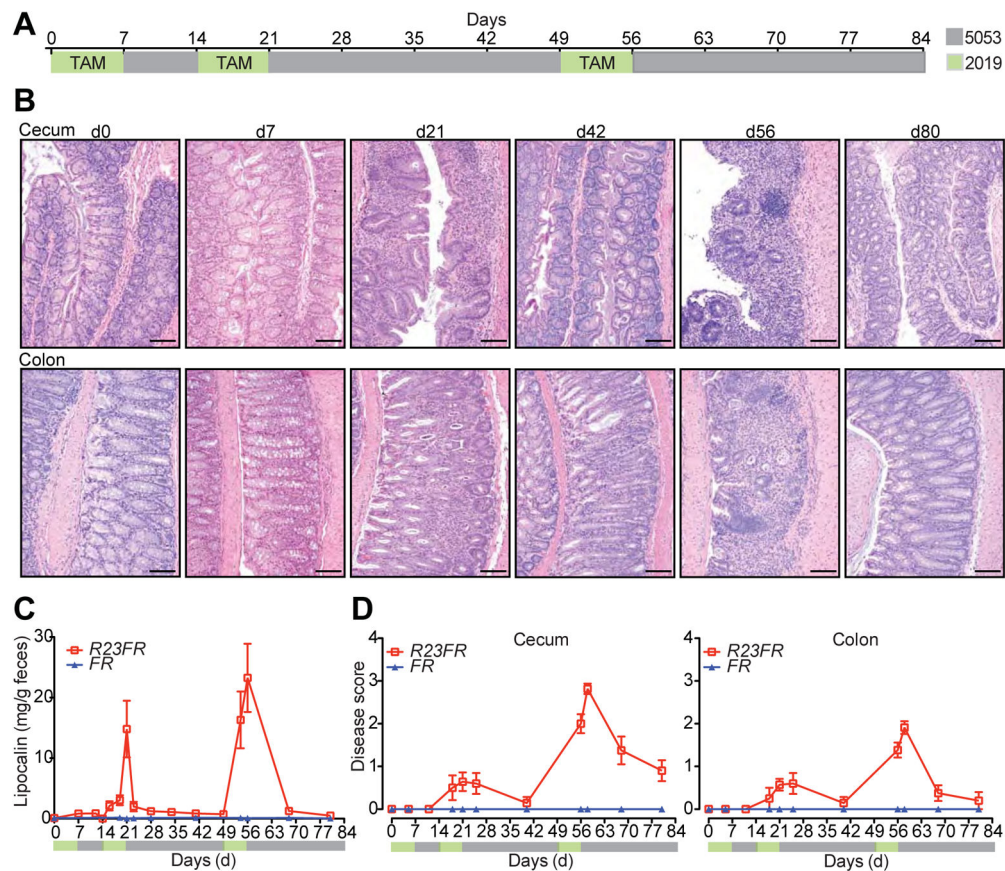 A
Days
0 7 14 21 28 35 42 49 56 63 70 77 84
TAM TAM TAM
5053
2019
B
Cecum
d0 d7 d21 d42 d56 d80
Colon
C
Lipocalin (mg/g feces)
30
20
10
0
R23FR
FR
0 7 14 21 28 35 42 49 56 63 70 77 84
Days (d)
D
Disease score
4
3
2
1
0
Cecum
R23FR
FR
0 7 14 21 28 35 42 49 56 63 70 77 84
Days (d)
4
3
2
1
0
Colon
R23FR
FR
0 7 14 21 28 35 42 49 56 63 70 77 84
Days (d)